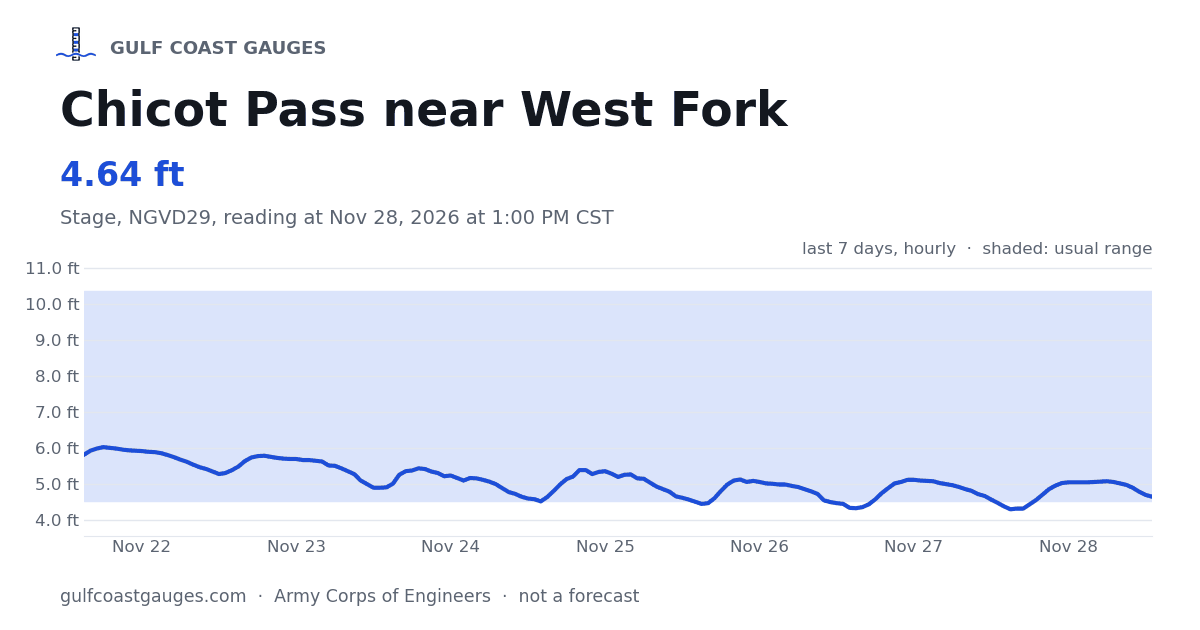 GULF COAST GAUGES
Chicot Pass near West Fork
4.64 ft
Stage, NGVD29, reading at Nov 28, 2026 at 1:00 PM CST
last 7 days, hourly · shaded: usual range
11.0 ft
10.0 ft
9.0 ft
8.0 ft
7.0 ft
6.0 ft
5.0 ft
4.0 ft
Nov 22 Nov 23 Nov 24 Nov 25 Nov 26 Nov 27 Nov 28
gulfcoastgauges.com · Army Corps of Engineers · not a forecast